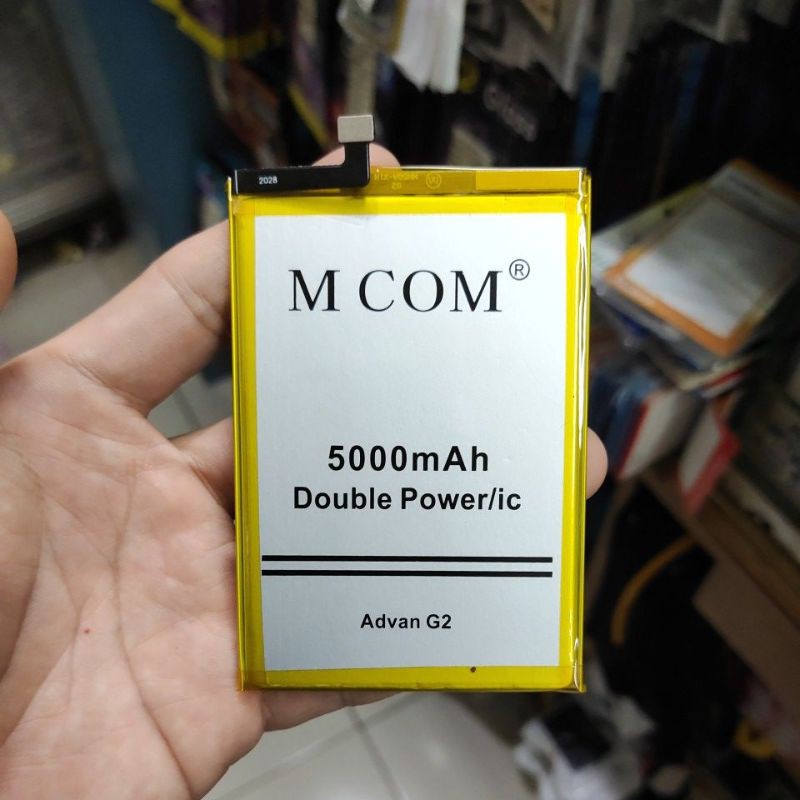 2028
M COM®
5000mAh
Double Power/ic
Advan G2